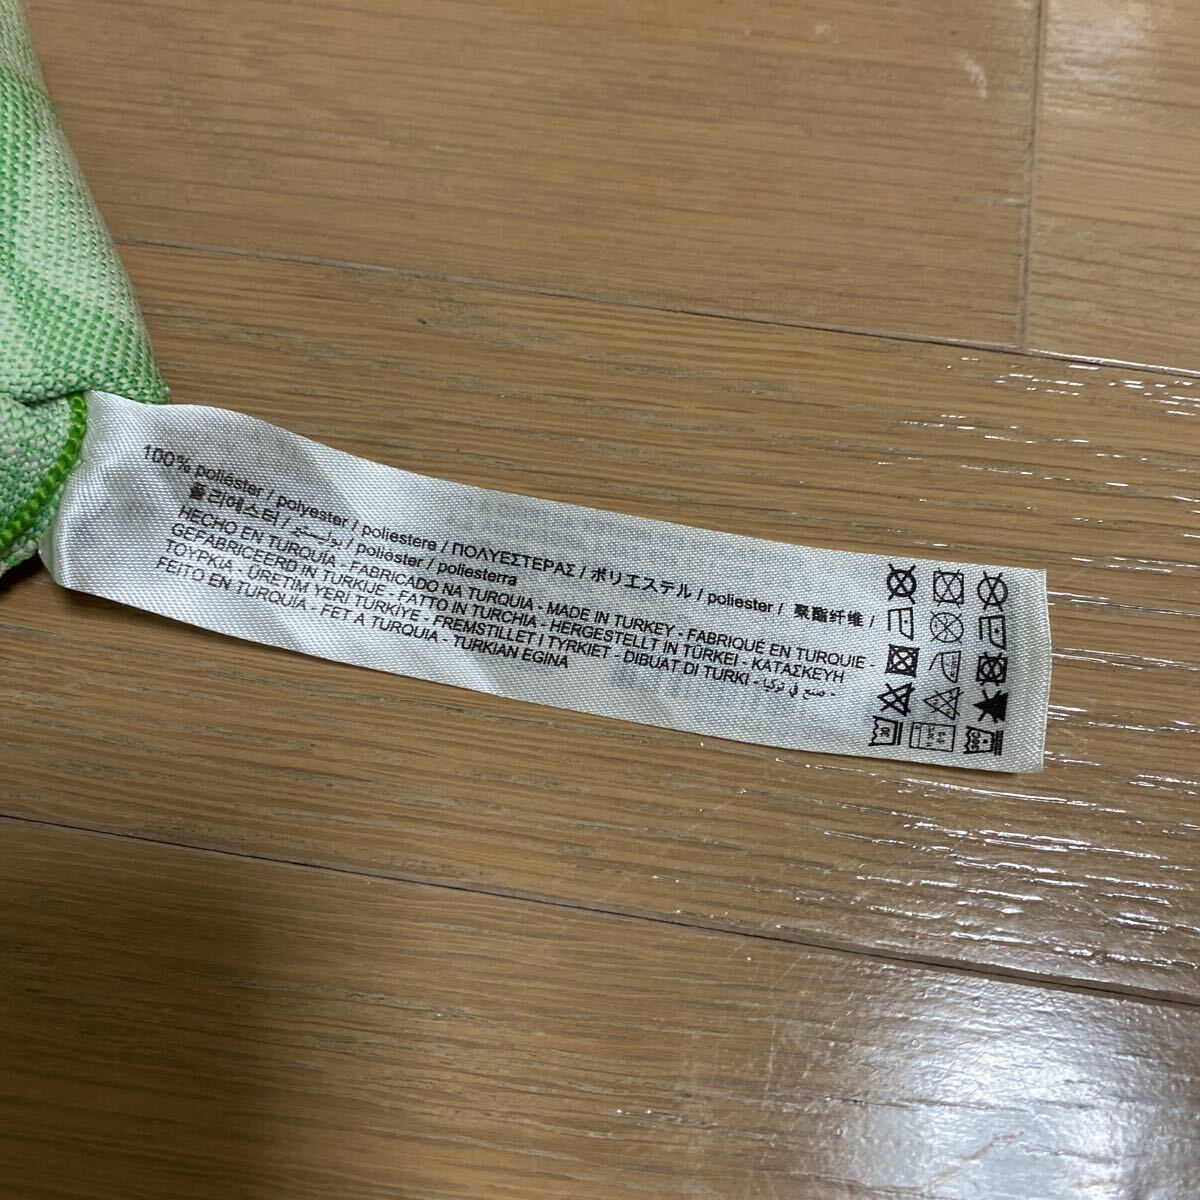 100% poliéster / polyester / poliestere / ΠΟΛΥΕΣΤΕΡΑΣ / ポリエステル / poliester / 聚酯纤维 /
폴리에스터 / بوليستر / poliéster / poliesterra
HECHO EN TURQUÍA - FABRICADO NA TURQUIA - MADE IN TURKEY - FABRIQUÉ EN TURQUIE -
GEFABRICEERD IN TURKIJE - FATTO IN TURCHIA - HERGESTELLT IN TÜRKEI - ΚΑΤΑΣΚΕΥΗ
ΤΟΥΡΚΙΑ - ÜRETİM YERİ TÜRKİYE - FREMSTILLET I TYRKIET - DIBUAT DI TURKI - صنع في تركيا -
FEITO EN TURQUÍA - FET A TURQUIA - TURKIAN EGINA